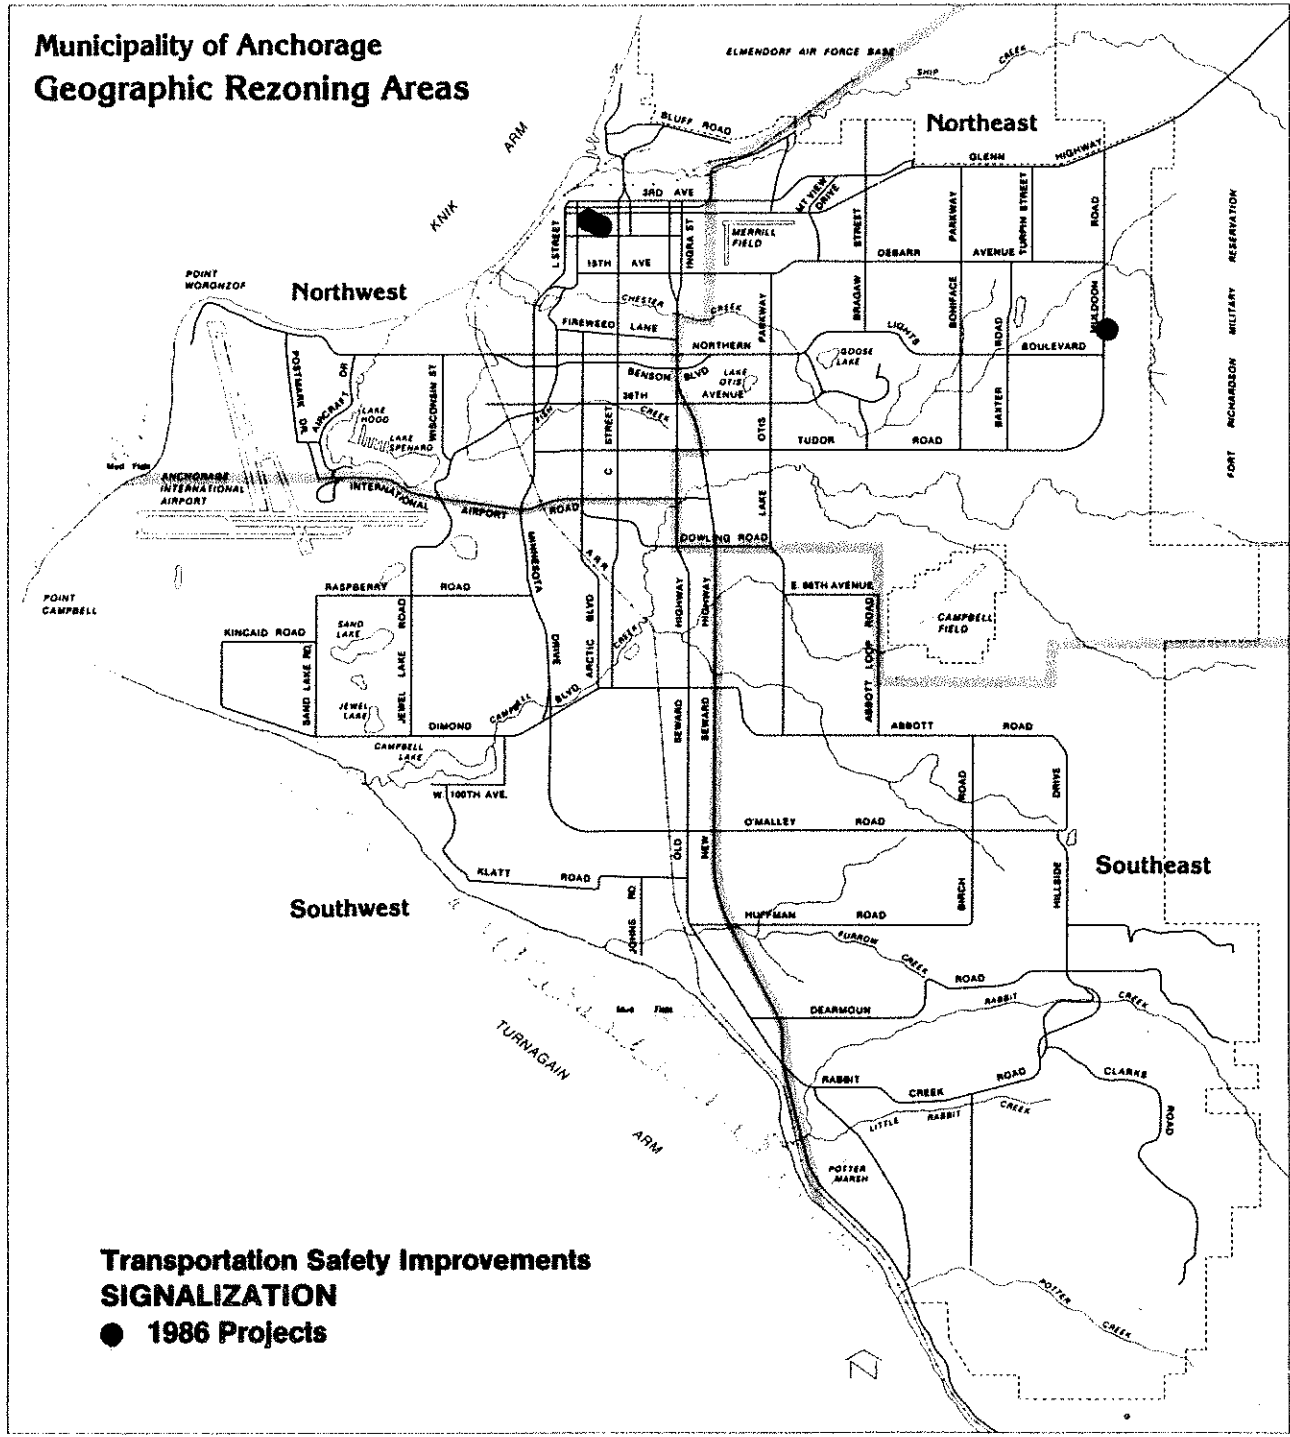 Municipality of Anchorage
Geographic Rezoning Areas
ELMENDORF AIR FORCE BASE
SHIP CREEK
BLUFF ROAD
Northeast
GLENN HIGHWAY
KNIK ARM
3RD AVE
MT VIEW DRIVE
L STREET
INGRA ST
MERRILL FIELD
15TH AVE
BRAGAW STREET
BONIFACE PARKWAY
TURPIN STREET
MULDOON ROAD
DEBARR AVENUE
FORT RICHARDSON MILITARY RESERVATION
POINT WORONZOF
Northwest
CHESTER CREEK
FIREWEED LANE
NORTHERN LIGHTS BOULEVARD
BENSON BLVD
GOOSE LAKE
LAKE OTIS
LAKE OTIS PARKWAY
BAXTER ROAD
36TH AVENUE
FISH CREEK
POSTMARK DR.
AIRCRAFT DR
WISCONSIN ST
LAKE HOOD
LAKE SPENARD
C STREET
TUDOR ROAD
Mud Flats
ANCHORAGE INTERNATIONAL AIRPORT
INTERNATIONAL AIRPORT ROAD
DOWLING ROAD
POINT CAMPBELL
RASPBERRY ROAD
MINNESOTA DRIVE
A.R.R.
ARCTIC BLVD
E. 68TH AVENUE
CAMPBELL FIELD
KINCAID ROAD
SAND LAKE
SAND LAKE RD.
JEWEL LAKE
JEWEL LAKE ROAD
CAMPBELL CREEK
OLD SEWARD HIGHWAY
NEW SEWARD HIGHWAY
ABBOTT LOOP ROAD
DIMOND BLVD
ABBOTT ROAD
CAMPBELL LAKE
W. 100TH AVE.
BIRCH ROAD
HILLSIDE DRIVE
O'MALLEY ROAD
KLATT ROAD
JOHNS RD
Southeast
Southwest
HUFFMAN ROAD
FURROW CREEK
Mud Flats
DEARMOUN ROAD
RABBIT CREEK
TURNAGAIN ARM
RABBIT CREEK ROAD
CLARKS ROAD
LITTLE RABBIT CREEK
POTTER MARSH
POTTER CREEK
Transportation Safety Improvements
SIGNALIZATION
1986 Projects
Z